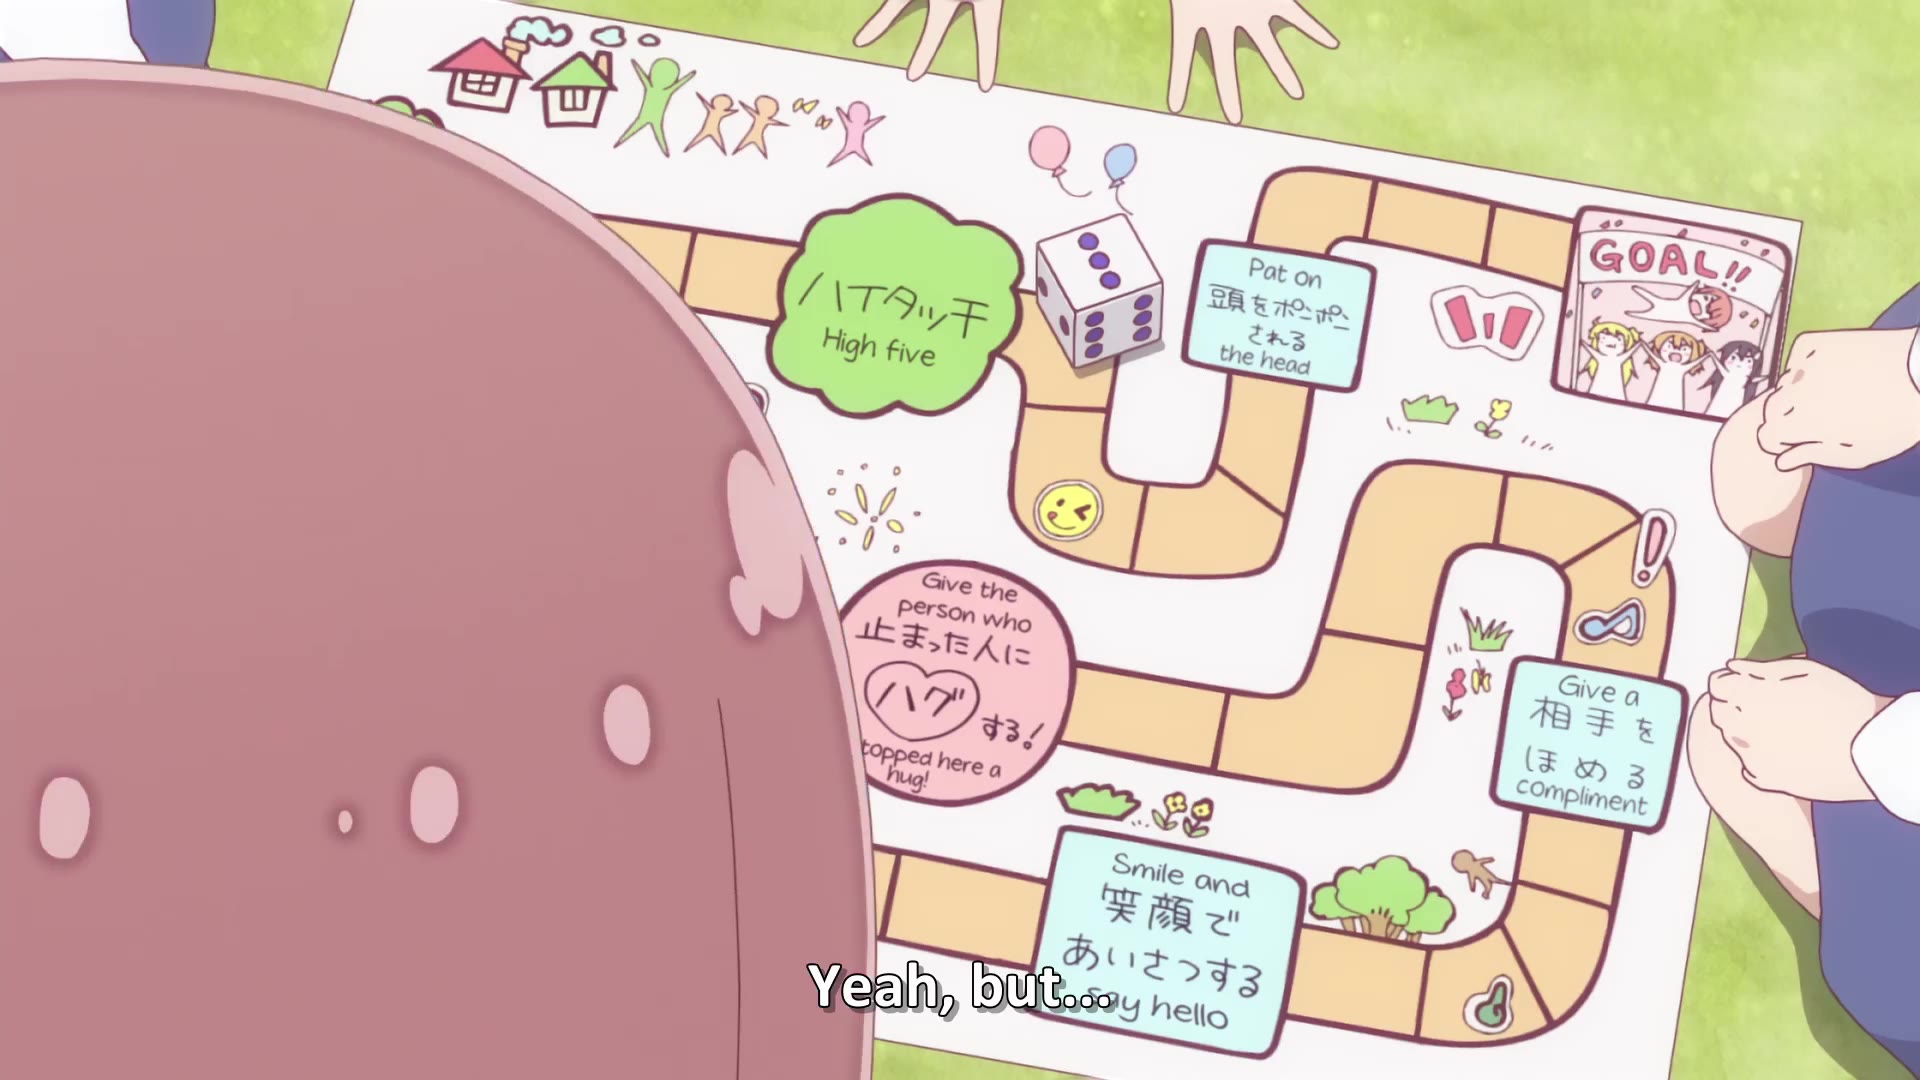 GOAL!!
Pat on
頭をポンポン
される
the head
ハイタッチ
High five
Give the
person who
止まった人に
ハグ
する!
topped here a
hug!
Give a
相手を
ほめる
compliment
Smile and
笑顔で
あいさつする
say hello
Yeah, but...